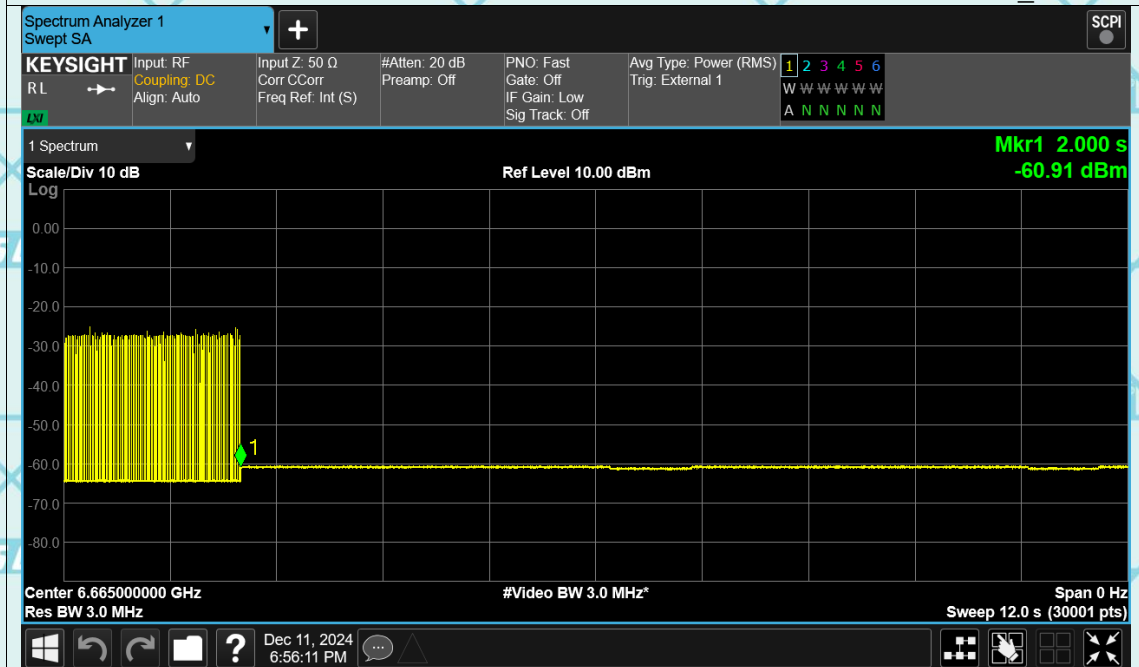 Spectrum Analyzer 1
Swept SA
+
SCPI
KEYSIGHT
RL
LXI
Input: RF
Coupling: DC
Align: Auto
Input Z: 50 Ω
Corr CCorr
Freq Ref: Int (S)
#Atten: 20 dB
Preamp: Off
PNO: Fast
Gate: Off
IF Gain: Low
Sig Track: Off
Avg Type: Power (RMS)
Trig: External 1
1 2 3 4 5 6
W W W W W W
A N N N N N
1 Spectrum
Mkr1 2.000 s
-60.91 dBm
Scale/Div 10 dB
Ref Level 10.00 dBm
Log
0.00
-10.0
-20.0
-30.0
-40.0
-50.0
-60.0
-70.0
-80.0
1
Center 6.665000000 GHz
#Video BW 3.0 MHz*
Span 0 Hz
Res BW 3.0 MHz
Sweep 12.0 s (30001 pts)
?
Dec 11, 2024
6:56:11 PM